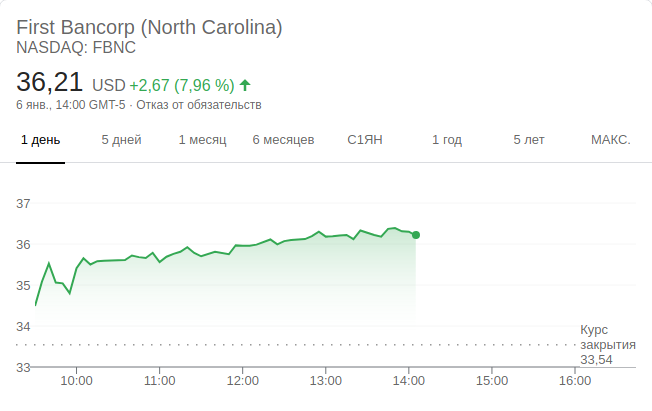 First Bancorp (North Carolina)
NASDAQ: FBNC
36,21 USD +2,67 (7,96 %)
6 янв., 14:00 GMT-5 · Отказ от обязательств
1 день 5 дней 1 месяц 6 месяцев С1ЯН 1 год 5 лет МАКС.
37
36
35
34
Курс
закрытия
33,54
33
10:00 11:00 12:00 13:00 14:00 15:00 16:00